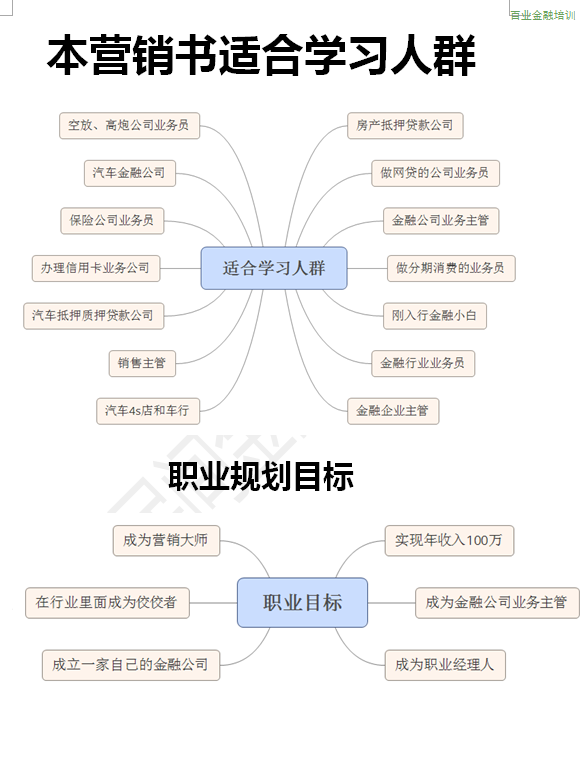 百业金融培训
本营销书适合学习人群
空放、高炮公司业务员
房产抵押贷款公司
汽车金融公司
做网贷的公司业务员
保险公司业务员
金融公司业务主管
办理信用卡业务公司
适合学习人群
做分期消费的业务员
汽车抵押质押贷款公司
刚入行金融小白
销售主管
金融行业业务员
汽车4s店和车行
金融企业主管
职业规划目标
成为营销大师
实现年收入100万
在行业里面成为佼佼者
职业目标
成为金融公司业务主管
成立一家自己的金融公司
成为职业经理人